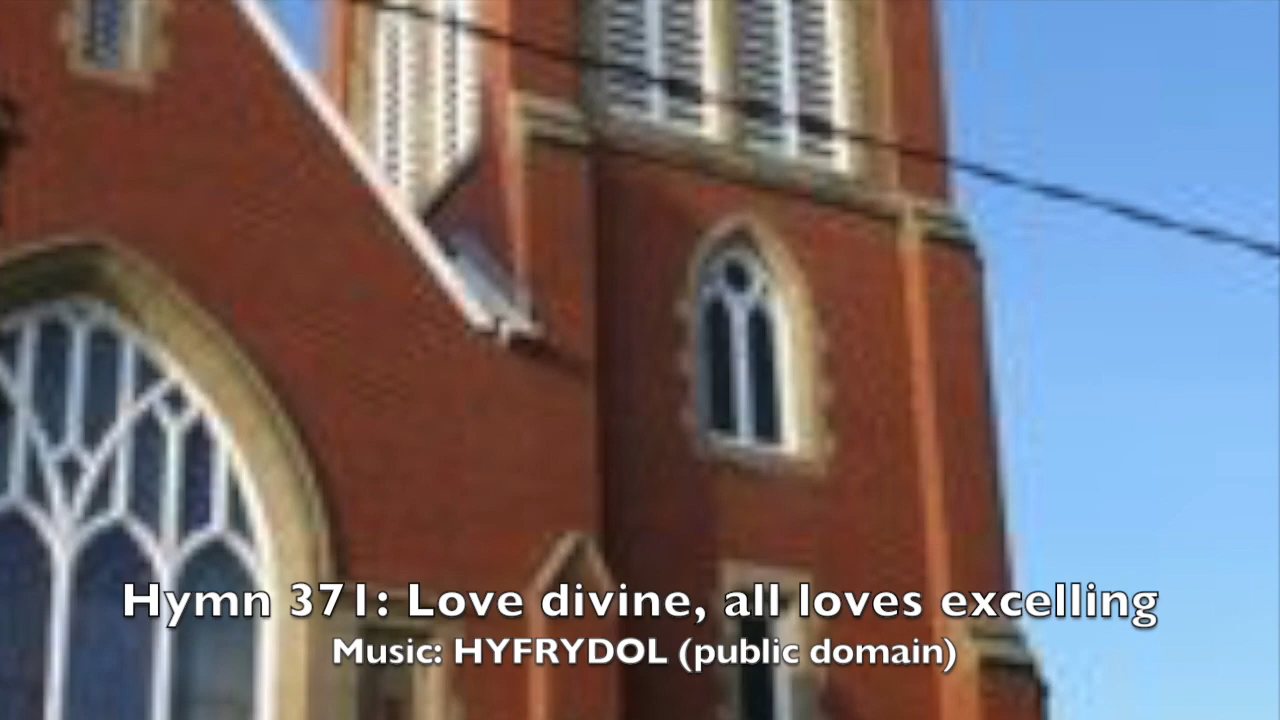 Hymn 371: Love divine, all loves excelling
Music: HYFRYDOL (public domain)